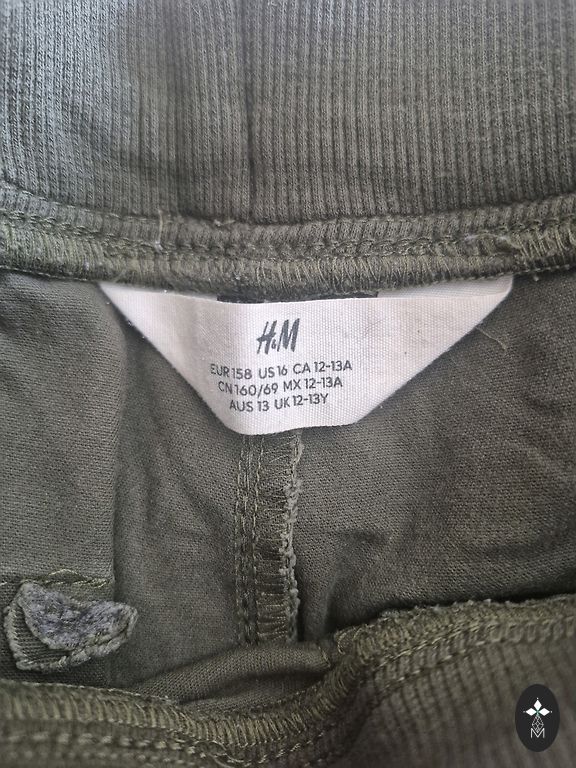 H&M
EUR 158 US 16 CA 12-13A
CN 160/69 MX 12-13A
AUS 13 UK 12-13Y
M